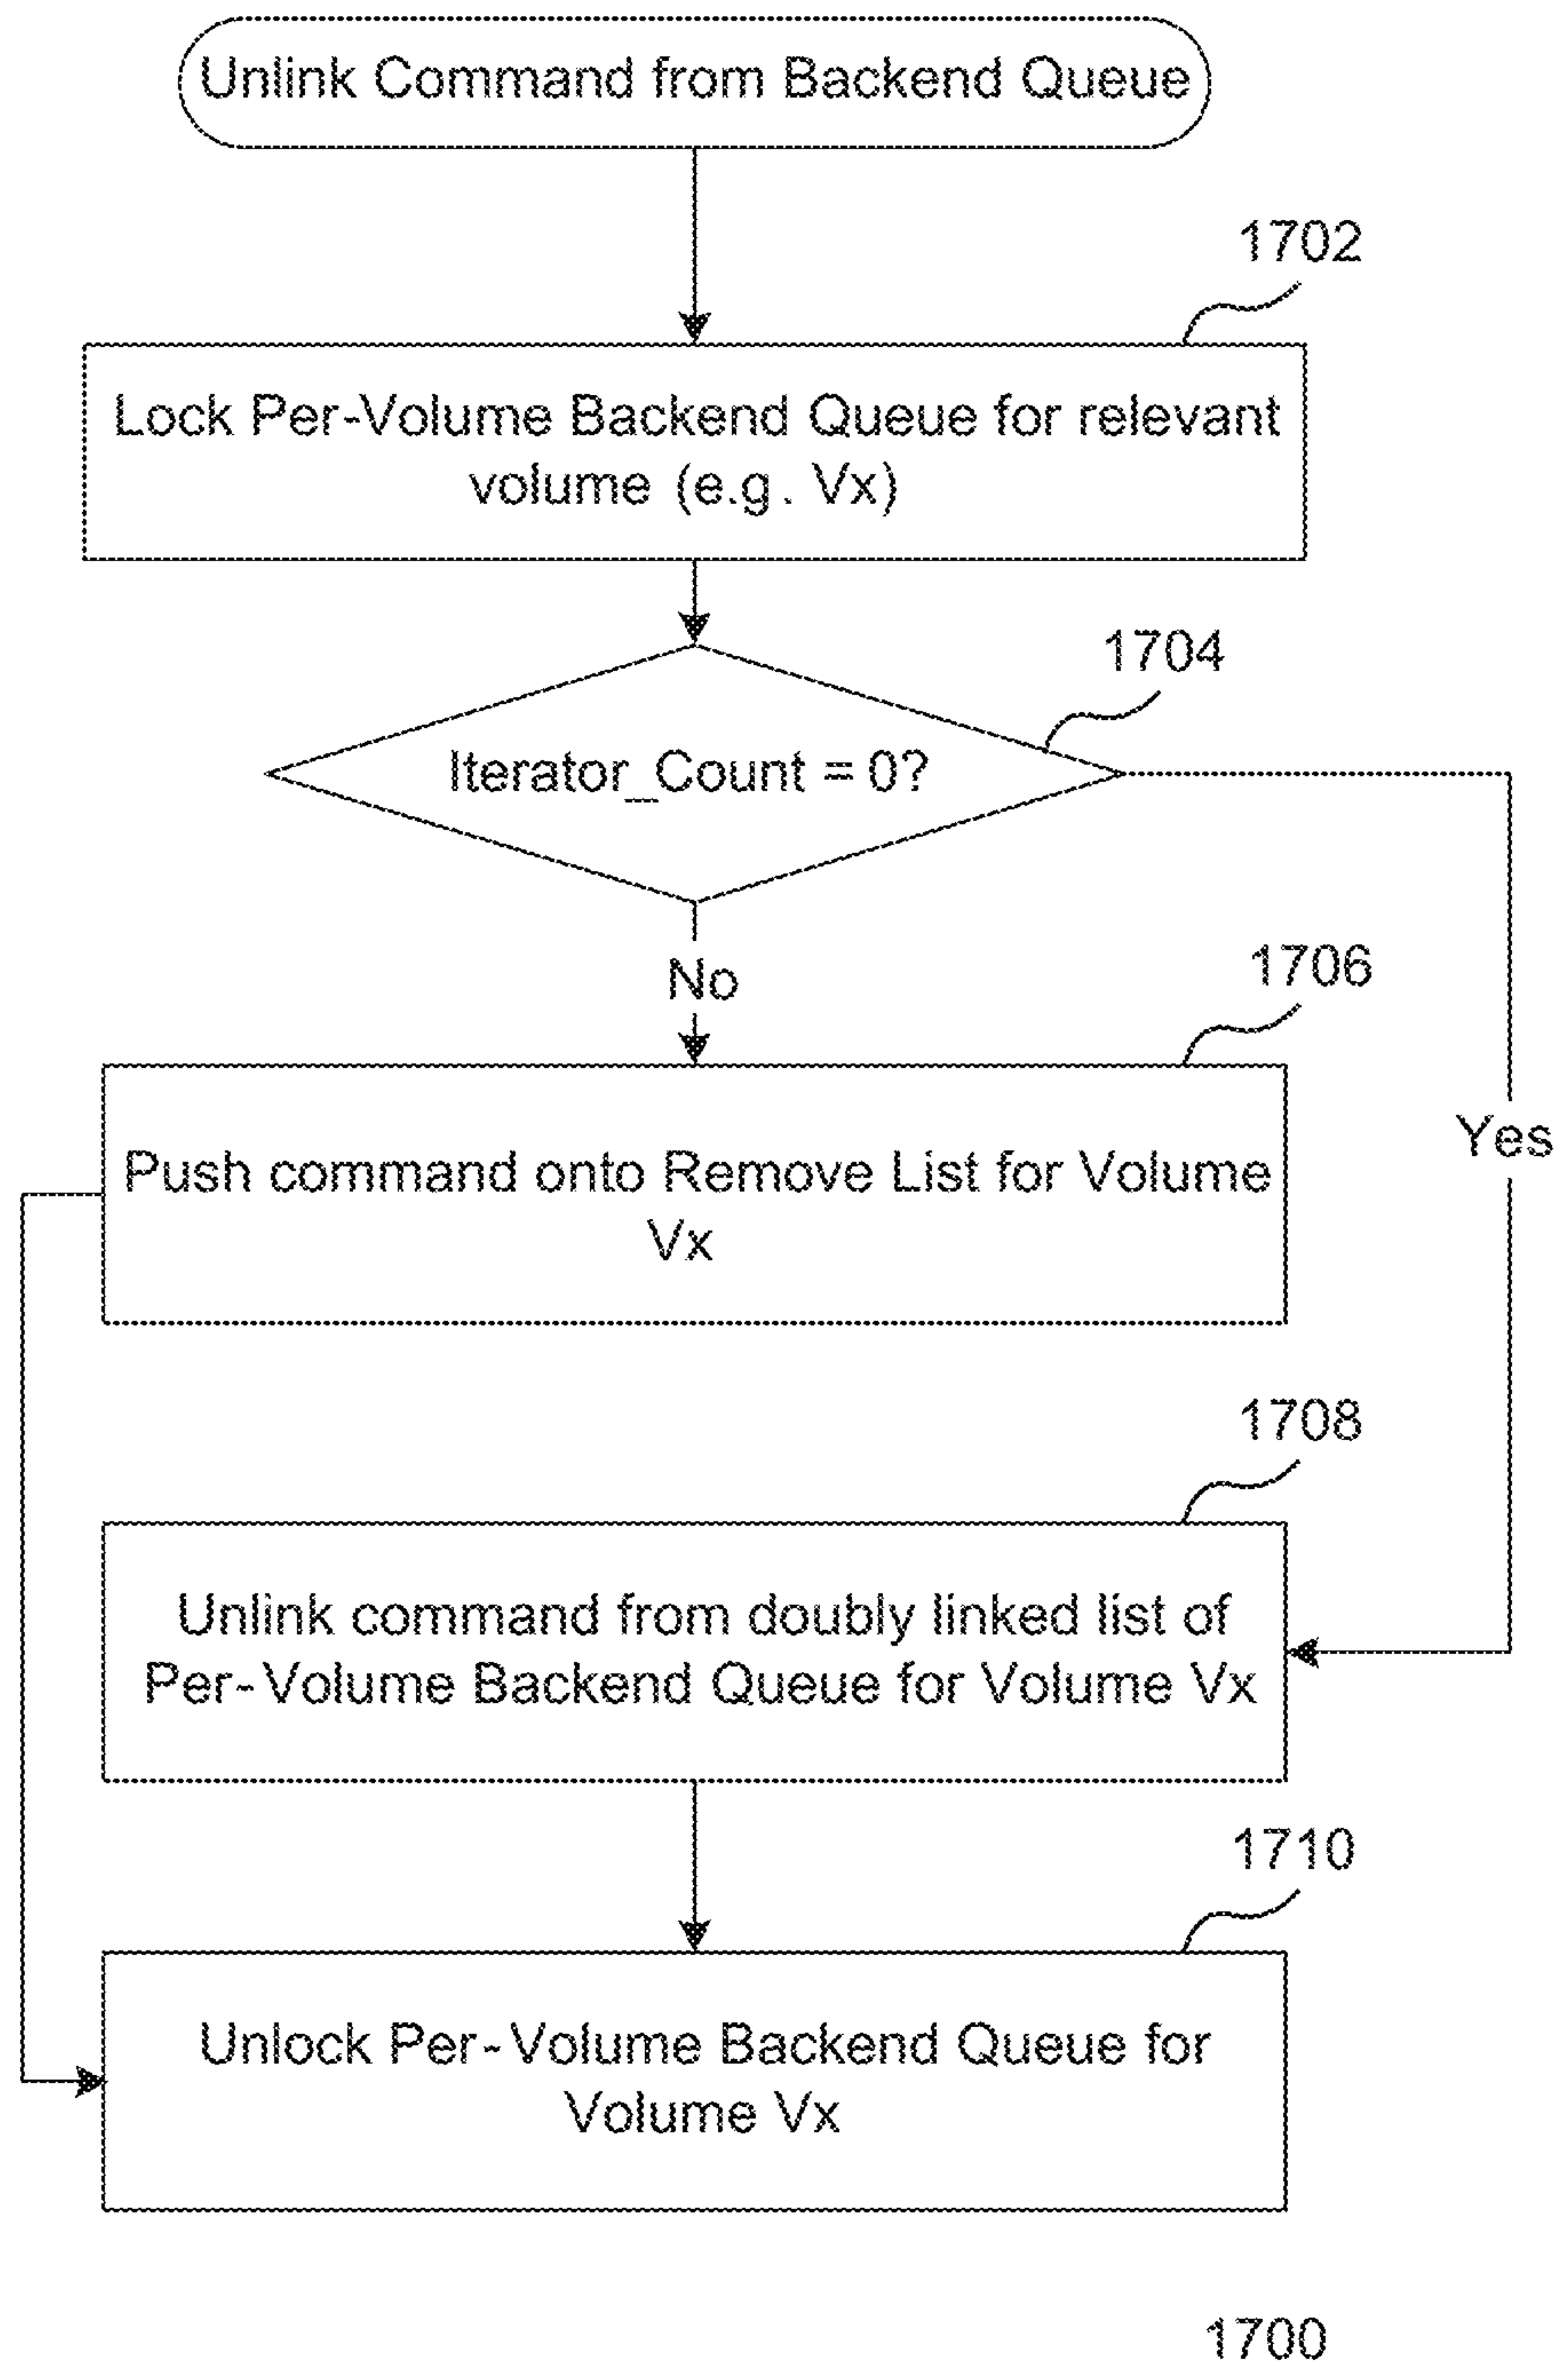 Unlink Command from Backend Queue
1702
Lock Per-Volume Backend Queue for relevant
volume (e.g. Vx)
1704
Iterator_Count = 0?
No
1706
Yes
Push command onto Remove List for Volume
Vx
1708
Unlink command from doubly linked list of
Per-Volume Backend Queue for Volume Vx
1710
Unlock Per-Volume Backend Queue for
Volume Vx
1700